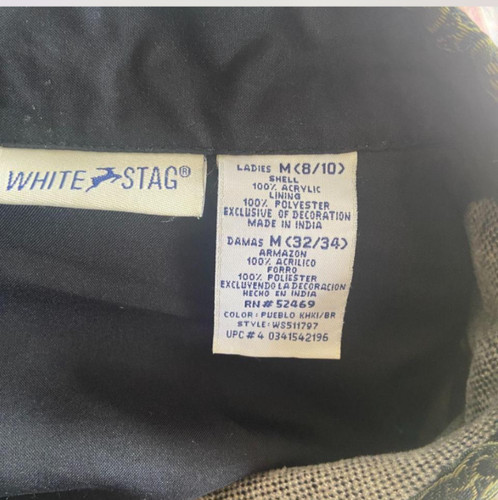 WHITE STAG®
LADIES M (8/10)
SHELL
100% ACRYLIC
LINING
100% POLYESTER
EXCLUSIVE OF DECORATION
MADE IN INDIA
DAMAS M (32/34)
ARMAZON
100% ACRILICO
FORRO
100% POLIESTER
EXCLUYENDO LA DECORACION
HECHO EN INDIA
RN# 52469
COLOR: PUEBLO KHKI/BR
STYLE: WS511797
UPC# 4 0341542196